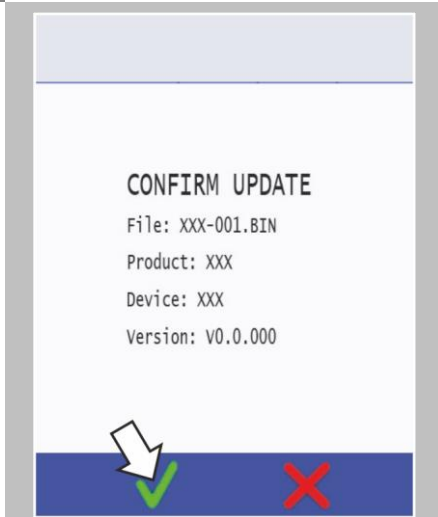 CONFIRM UPDATE
File: XXX-001.BIN
Product: XXX
Device: XXX
Version: V0.0.000